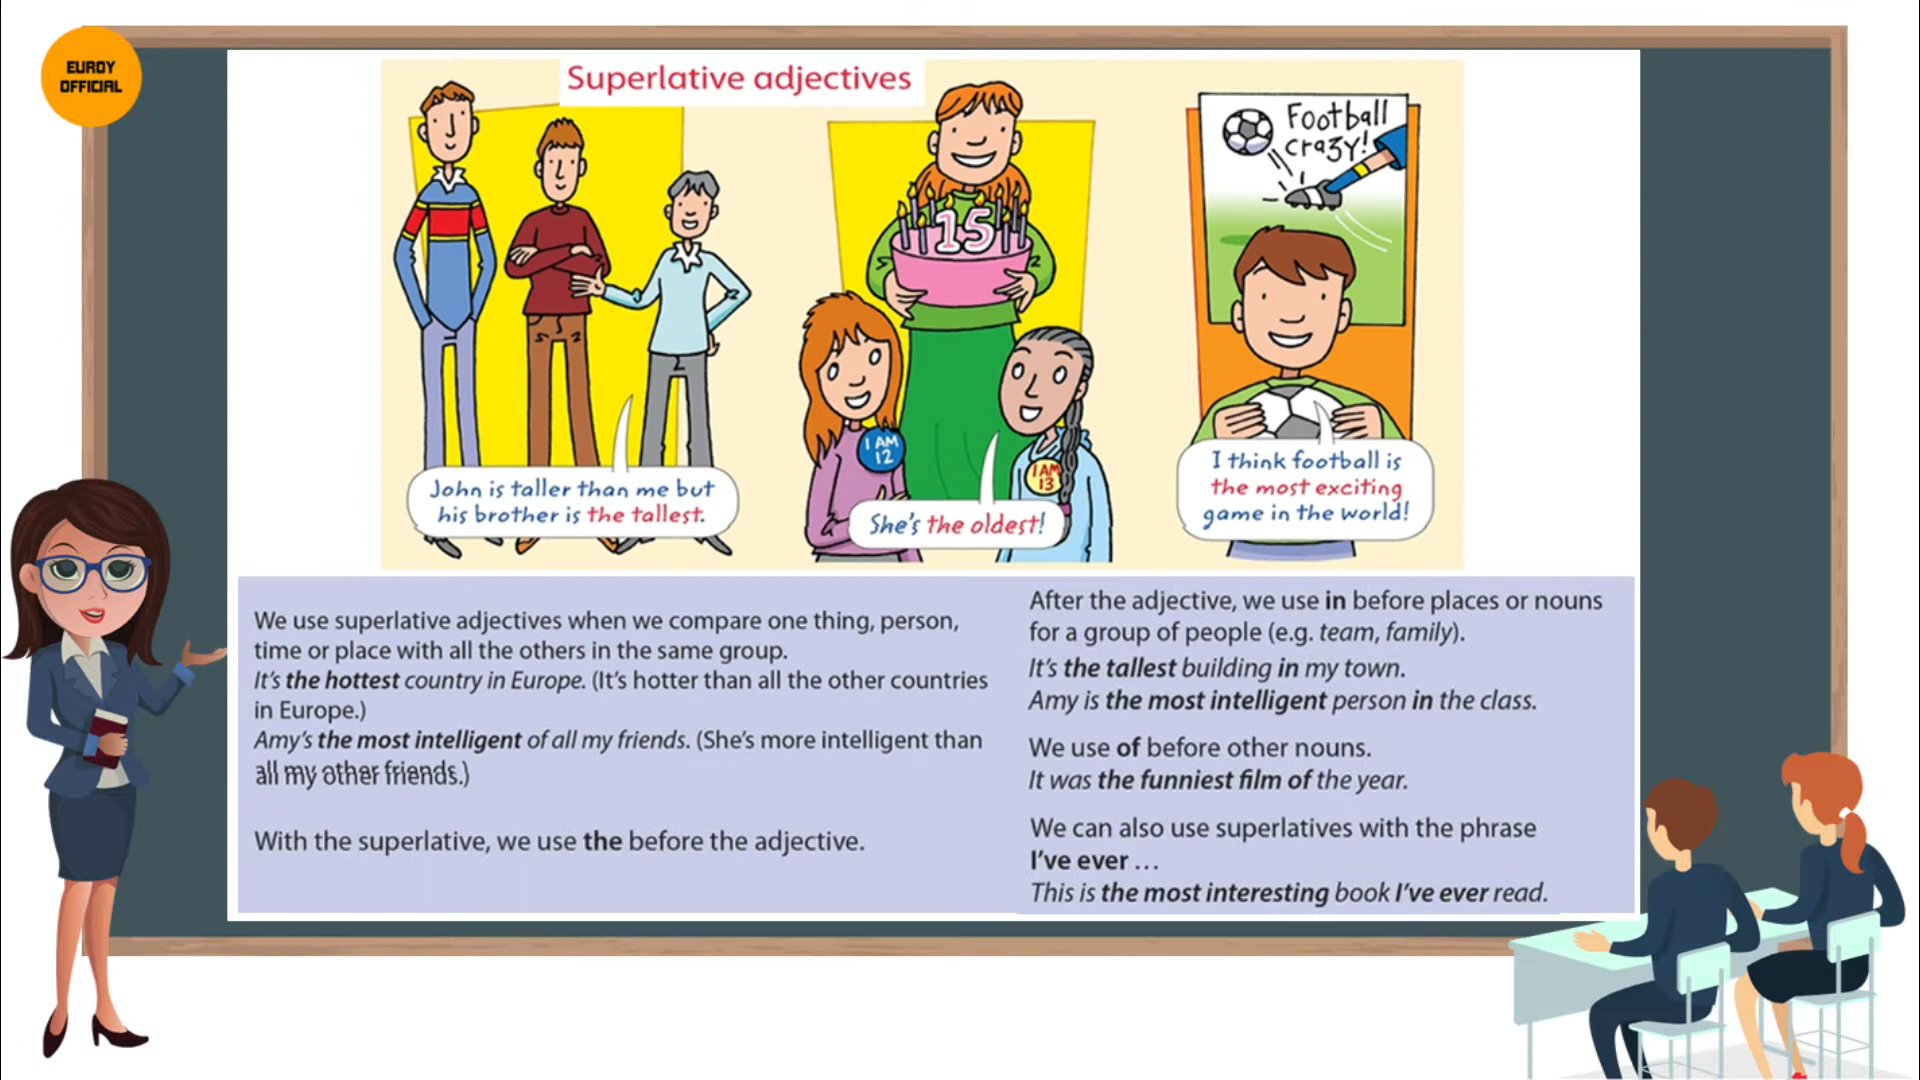 EUROY
OFFICIAL
Superlative adjectives
15
Football
crazy!
I AM
12
I AM
13
John is taller than me but
his brother is the tallest.
She's the oldest!
I think football is
the most exciting
game in the world!
We use superlative adjectives when we compare one thing, person,
time or place with all the others in the same group.
It's the hottest country in Europe. (It's hotter than all the other countries
in Europe.)
Amy's the most intelligent of all my friends. (She's more intelligent than
all my other friends.)
With the superlative, we use the before the adjective.
After the adjective, we use in before places or nouns
for a group of people (e.g. team, family).
It's the tallest building in my town.
Amy is the most intelligent person in the class.
We use of before other nouns.
It was the funniest film of the year.
We can also use superlatives with the phrase
I've ever ...
This is the most interesting book I've ever read.